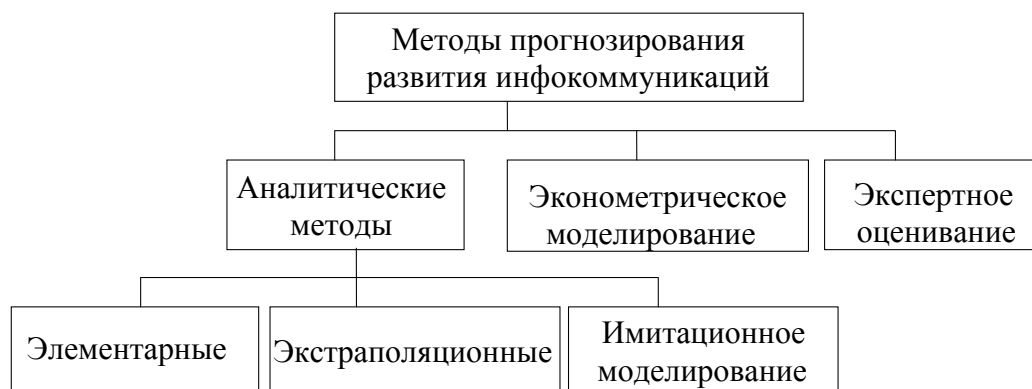 Методы прогнозирования
развития инфокоммуникаций
Аналитические
методы
Эконометрическое
моделирование
Экспертное
оценивание
Элементарные
Экстраполяционные
Имитационное
моделирование